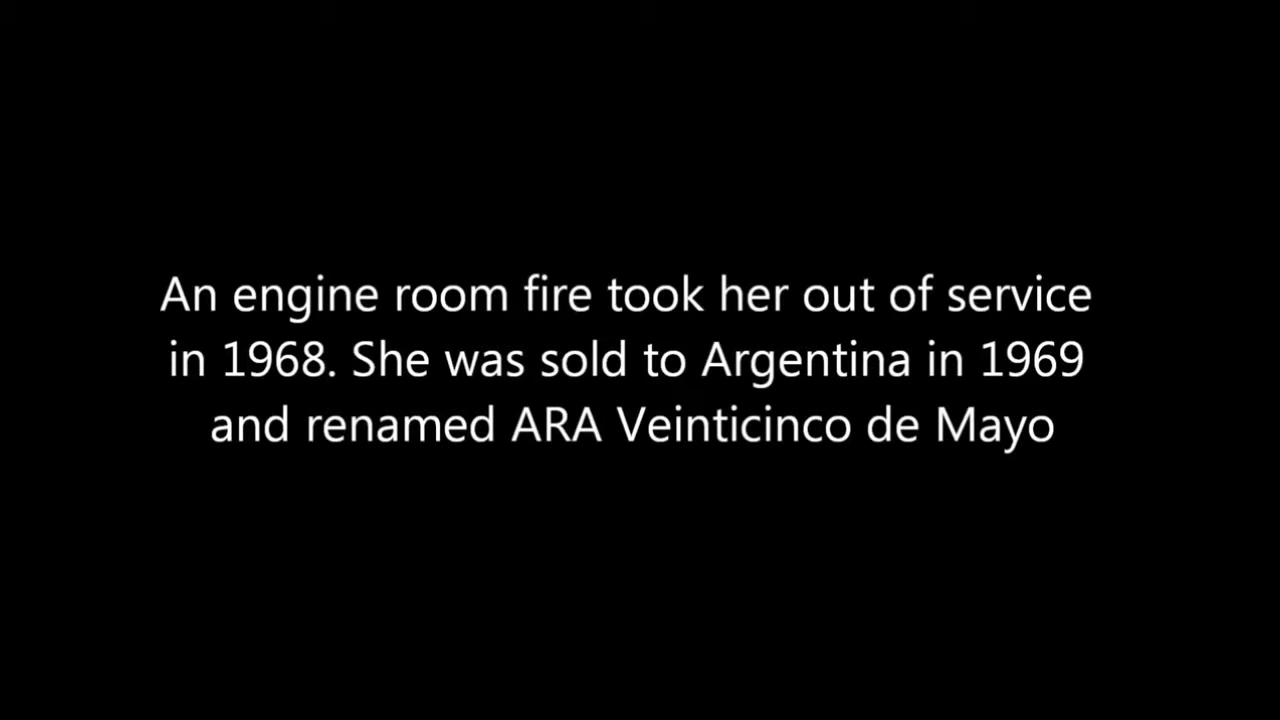 An engine room fire took her out of service
in 1968. She was sold to Argentina in 1969
and renamed ARA Veinticinco de Mayo